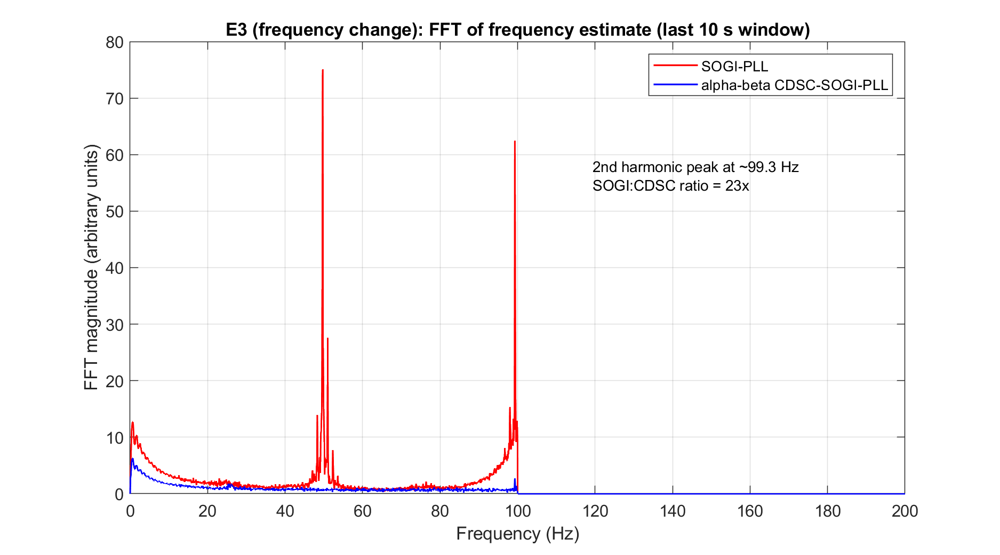 E3 (frequency change): FFT of frequency estimate (last 10 s window)
SOGI-PLL
alpha-beta CDSC-SOGI-PLL
2nd harmonic peak at ~99.3 Hz
SOGI:CDSC ratio = 23x
FFT magnitude (arbitrary units)
80
70
60
50
40
30
20
10
0
0 20 40 60 80 100 120 140 160 180 200
Frequency (Hz)